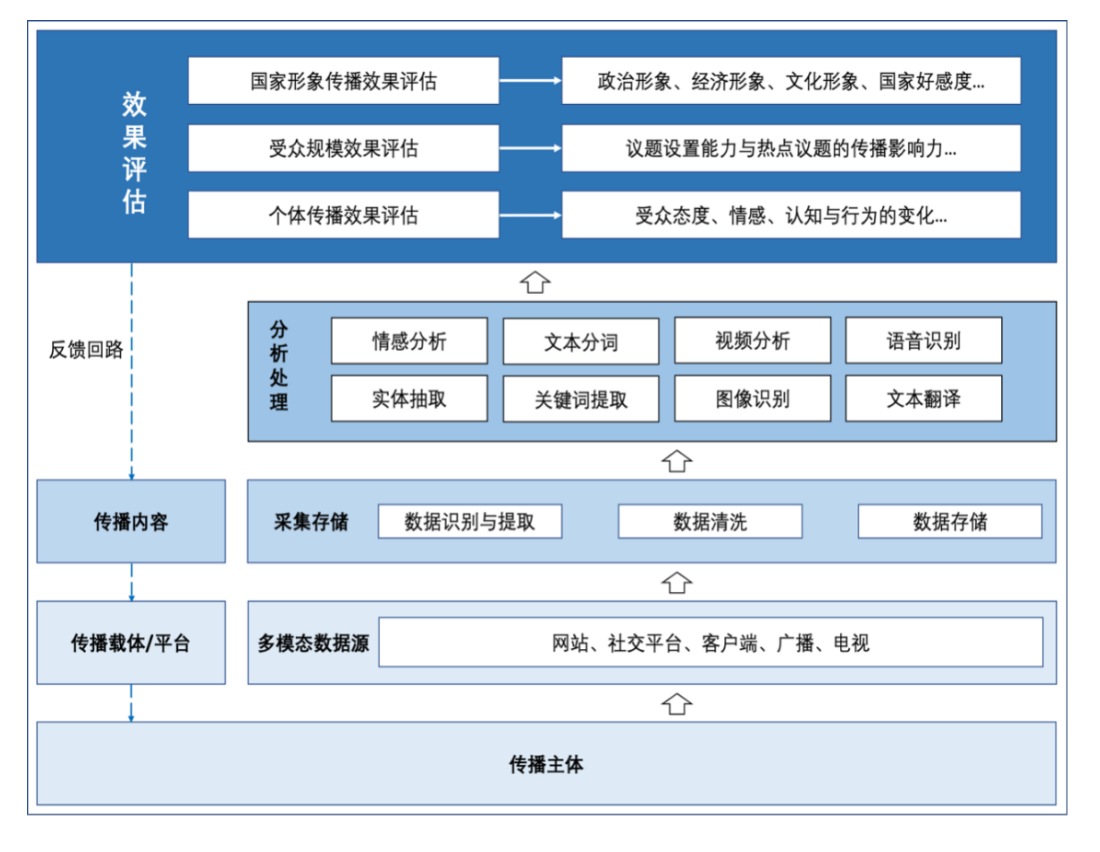 效果评估
国家形象传播效果评估
政治形象、经济形象、文化形象、国家好感度...
受众规模效果评估
议题设置能力与热点议题的传播影响力...
个体传播效果评估
受众态度、情感、认知与行为的变化...
反馈回路
分析处理
情感分析
文本分词
视频分析
语音识别
实体抽取
关键词提取
图像识别
文本翻译
传播内容
采集存储
数据识别与提取
数据清洗
数据存储
传播载体/平台
多模态数据源
网站、社交平台、客户端、广播、电视
传播主体